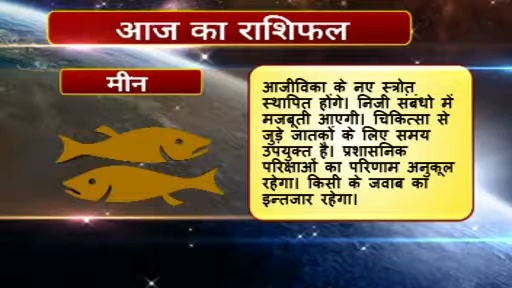 आज का राशिफल
मीन
आजीविका के नए स्त्रोत
स्थापित होंगे। निजी संबंधो में
मजबूती आएगी। चिकित्सा से
जुड़े जातकों के लिए समय
उपयुक्त है। प्रशासनिक
परिक्षाओं का परिणाम अनुकूल
रहेगा। किसी के जवाब का
इन्तजार रहेगा।